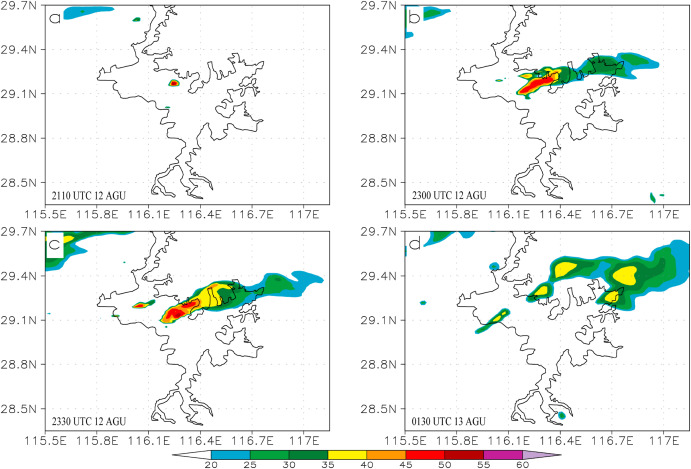 a
29.7N
29.4N
29.1N
28.8N
28.5N
2110 UTC 12 AGU
115.5E 115.8E 116.1E 116.4E 116.7E 117E
b
29.7N
29.4N
29.1N
28.8N
28.5N
2300 UTC 12 AGU
115.5E 115.8E 116.1E 116.4E 116.7E 117E
c
29.7N
29.4N
29.1N
28.8N
28.5N
2330 UTC 12 AGU
115.5E 115.8E 116.1E 116.4E 116.7E 117E
d
29.7N
29.4N
29.1N
28.8N
28.5N
0130 UTC 13 AGU
115.5E 115.8E 116.1E 116.4E 116.7E 117E
20 25 30 35 40 45 50 55 60